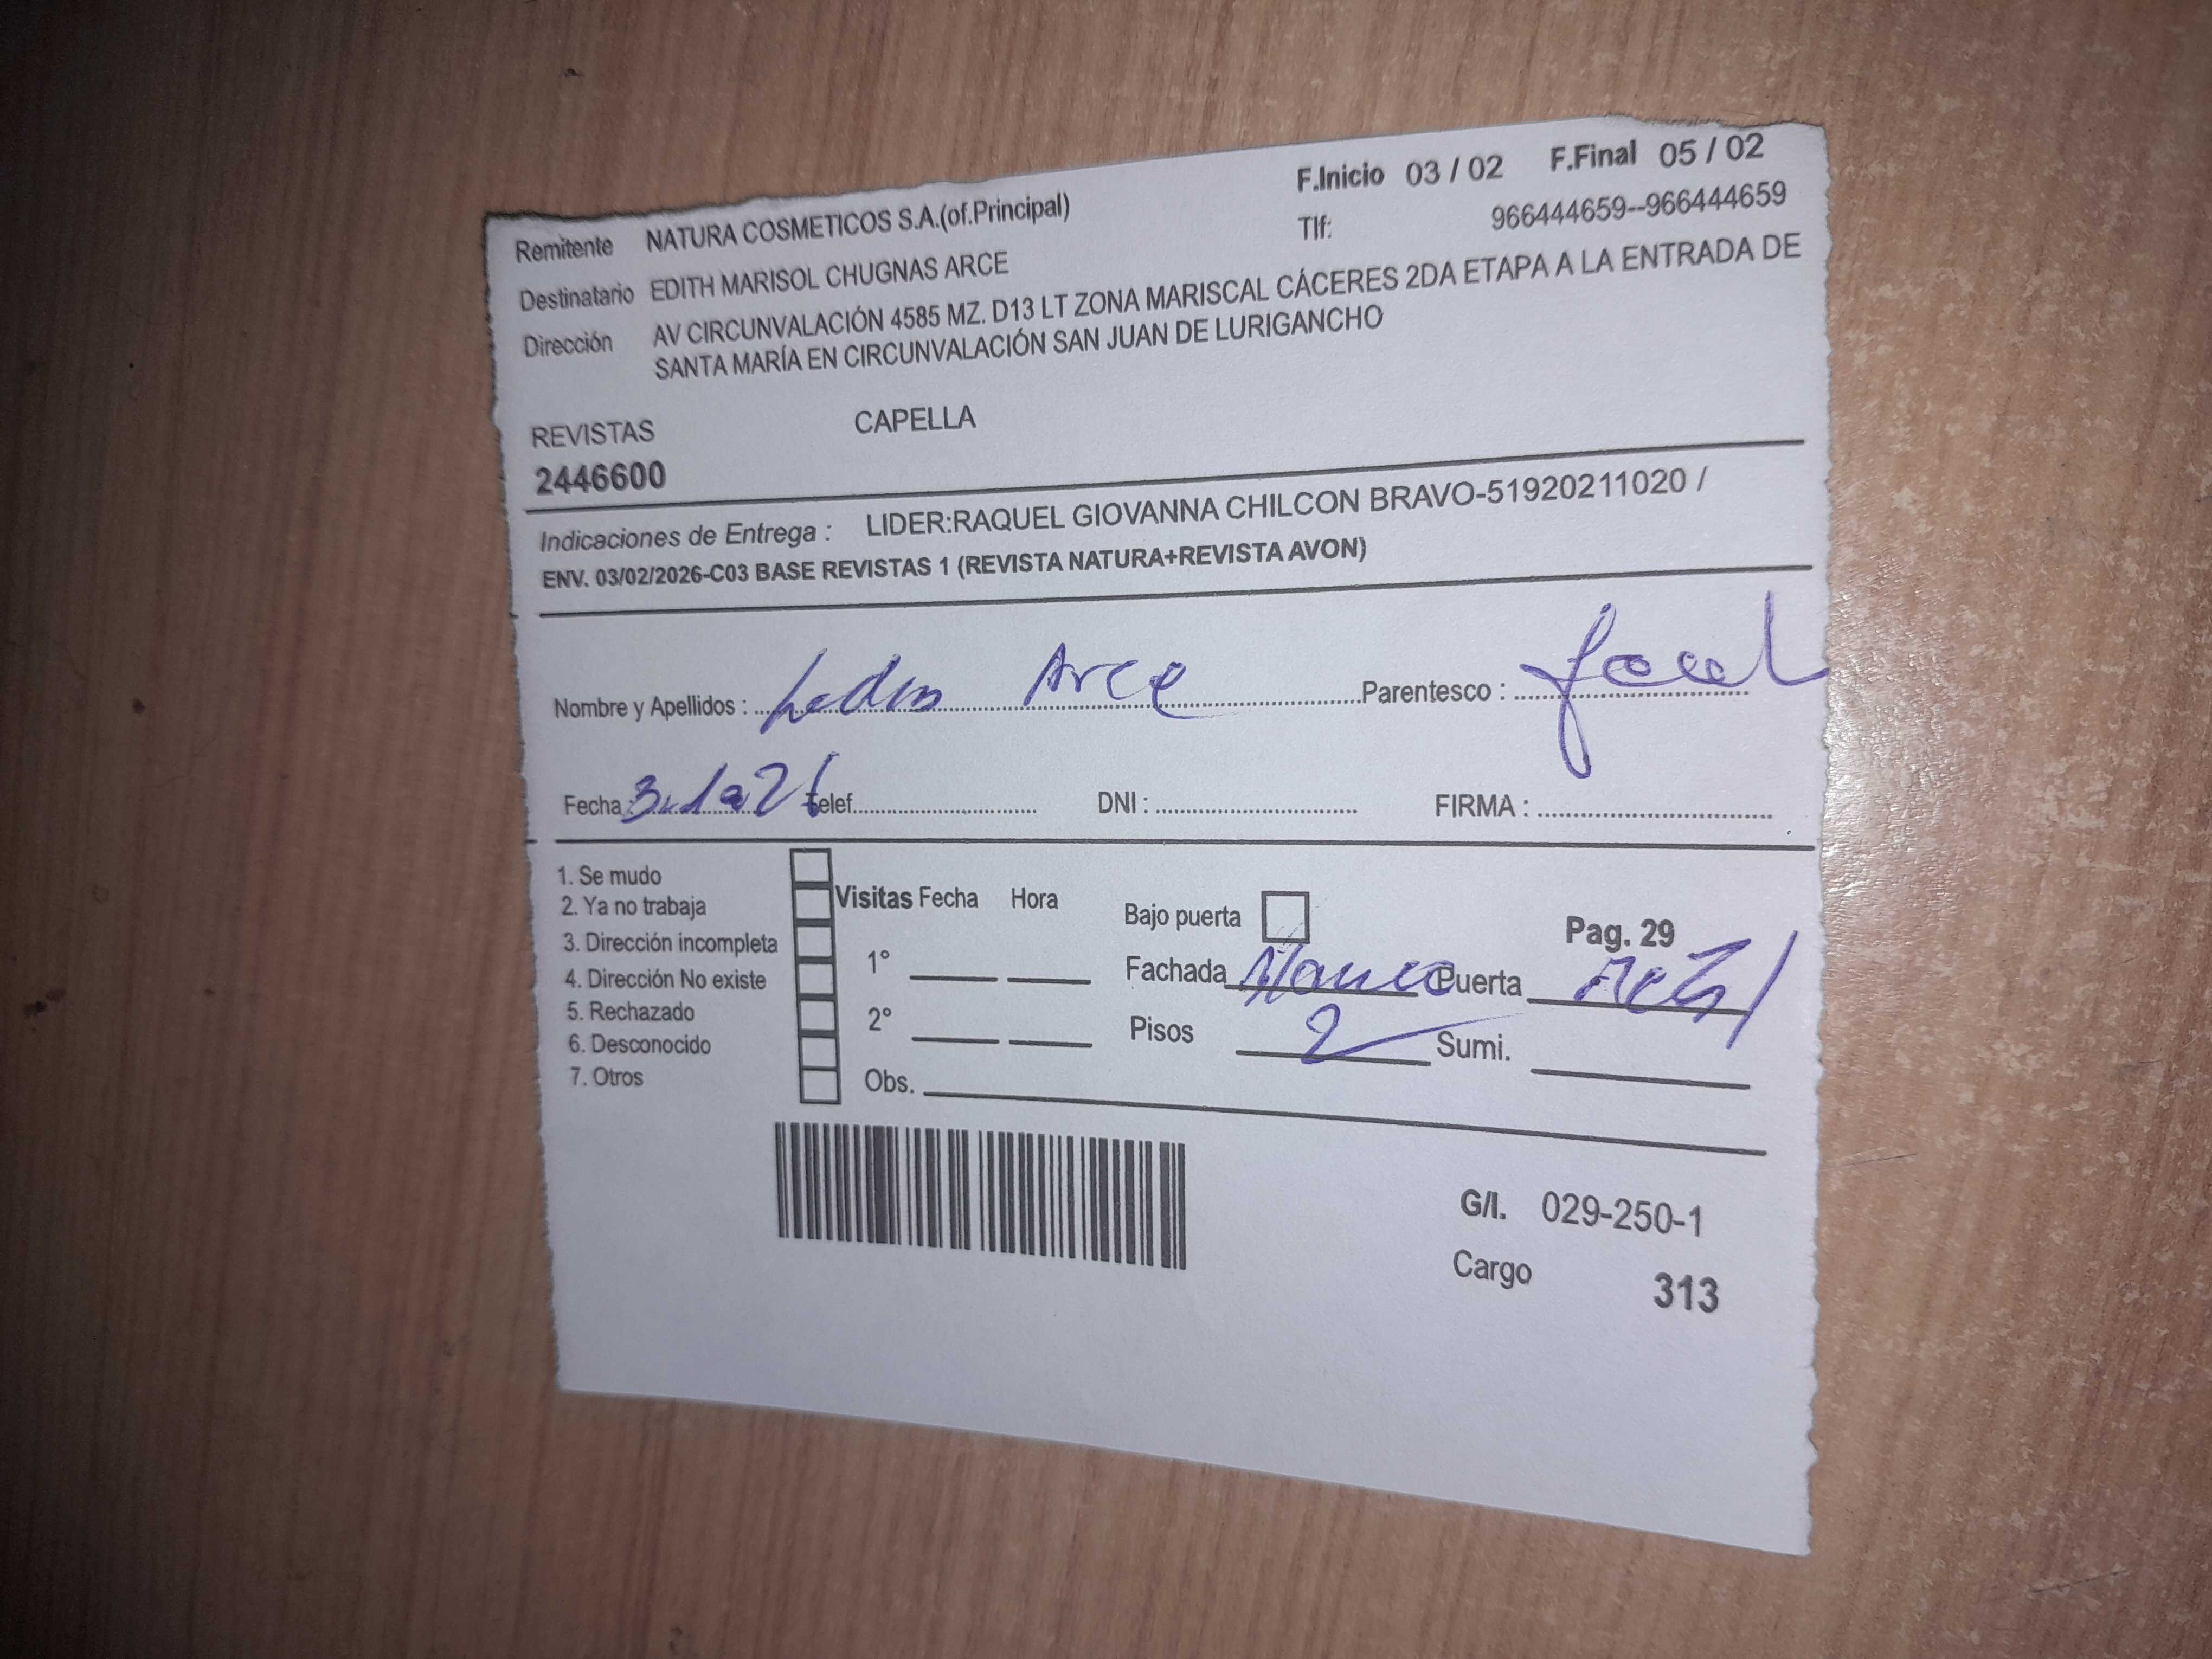 F.Inicio 03 / 02 F.Final 05 / 02
Remitente NATURA COSMETICOS S.A.(of.Principal) Tlf: 966444659--966444659
Destinatario EDITH MARISOL CHUGNAS ARCE
Dirección AV CIRCUNVALACIÓN 4585 MZ. D13 LT ZONA MARISCAL CÁCERES 2DA ETAPA A LA ENTRADA DE
SANTA MARÍA EN CIRCUNVALACIÓN SAN JUAN DE LURIGANCHO
REVISTAS CAPELLA
2446600
Indicaciones de Entrega : LIDER:RAQUEL GIOVANNA CHILCON BRAVO-51920211020 /
ENV. 03/02/2026-C03 BASE REVISTAS 1 (REVISTA NATURA+REVISTA AVON)
Nombre y Apellidos : Arce Parentesco :
Fecha : Telef. DNI : FIRMA :
1. Se mudo
2. Ya no trabaja Visitas Fecha Hora Bajo puerta Pag. 29
3. Dirección incompleta 1° Fachada Puerta
4. Dirección No existe
5. Rechazado 2° Pisos 2 Sumi.
6. Desconocido
7. Otros Obs.
G/I. 029-250-1
Cargo 313